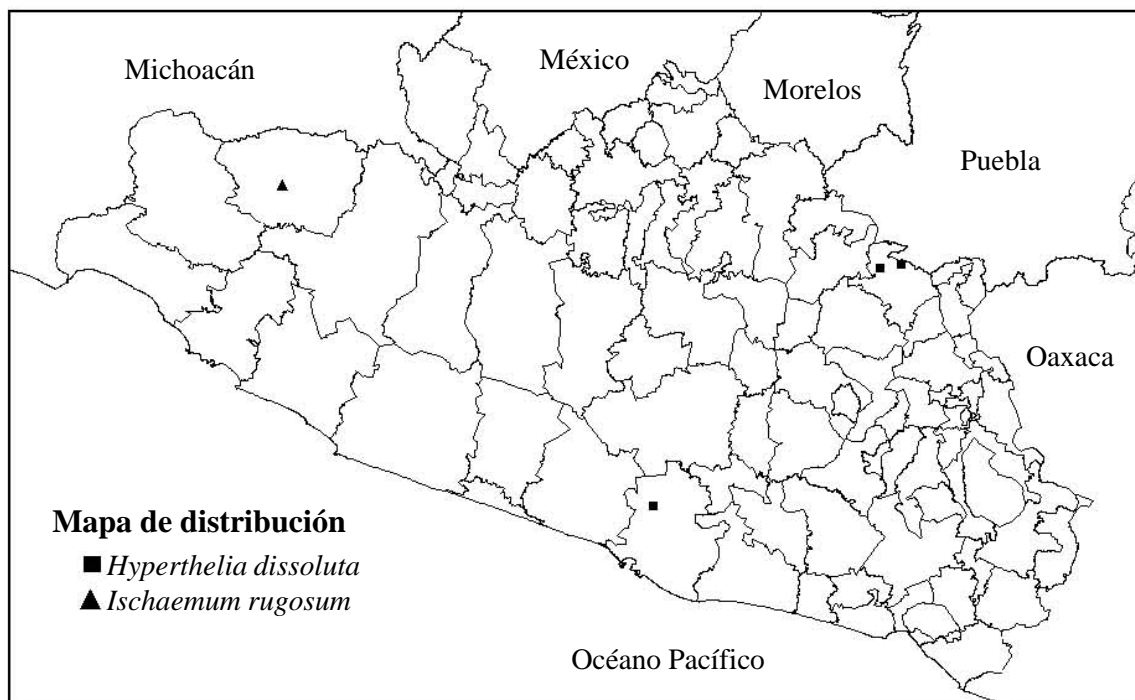 Michoacán
México
Morelos
Puebla
Oaxaca
Mapa de distribución
Hyperthelia dissoluta
Ischaemum rugosum
Océano Pacífico